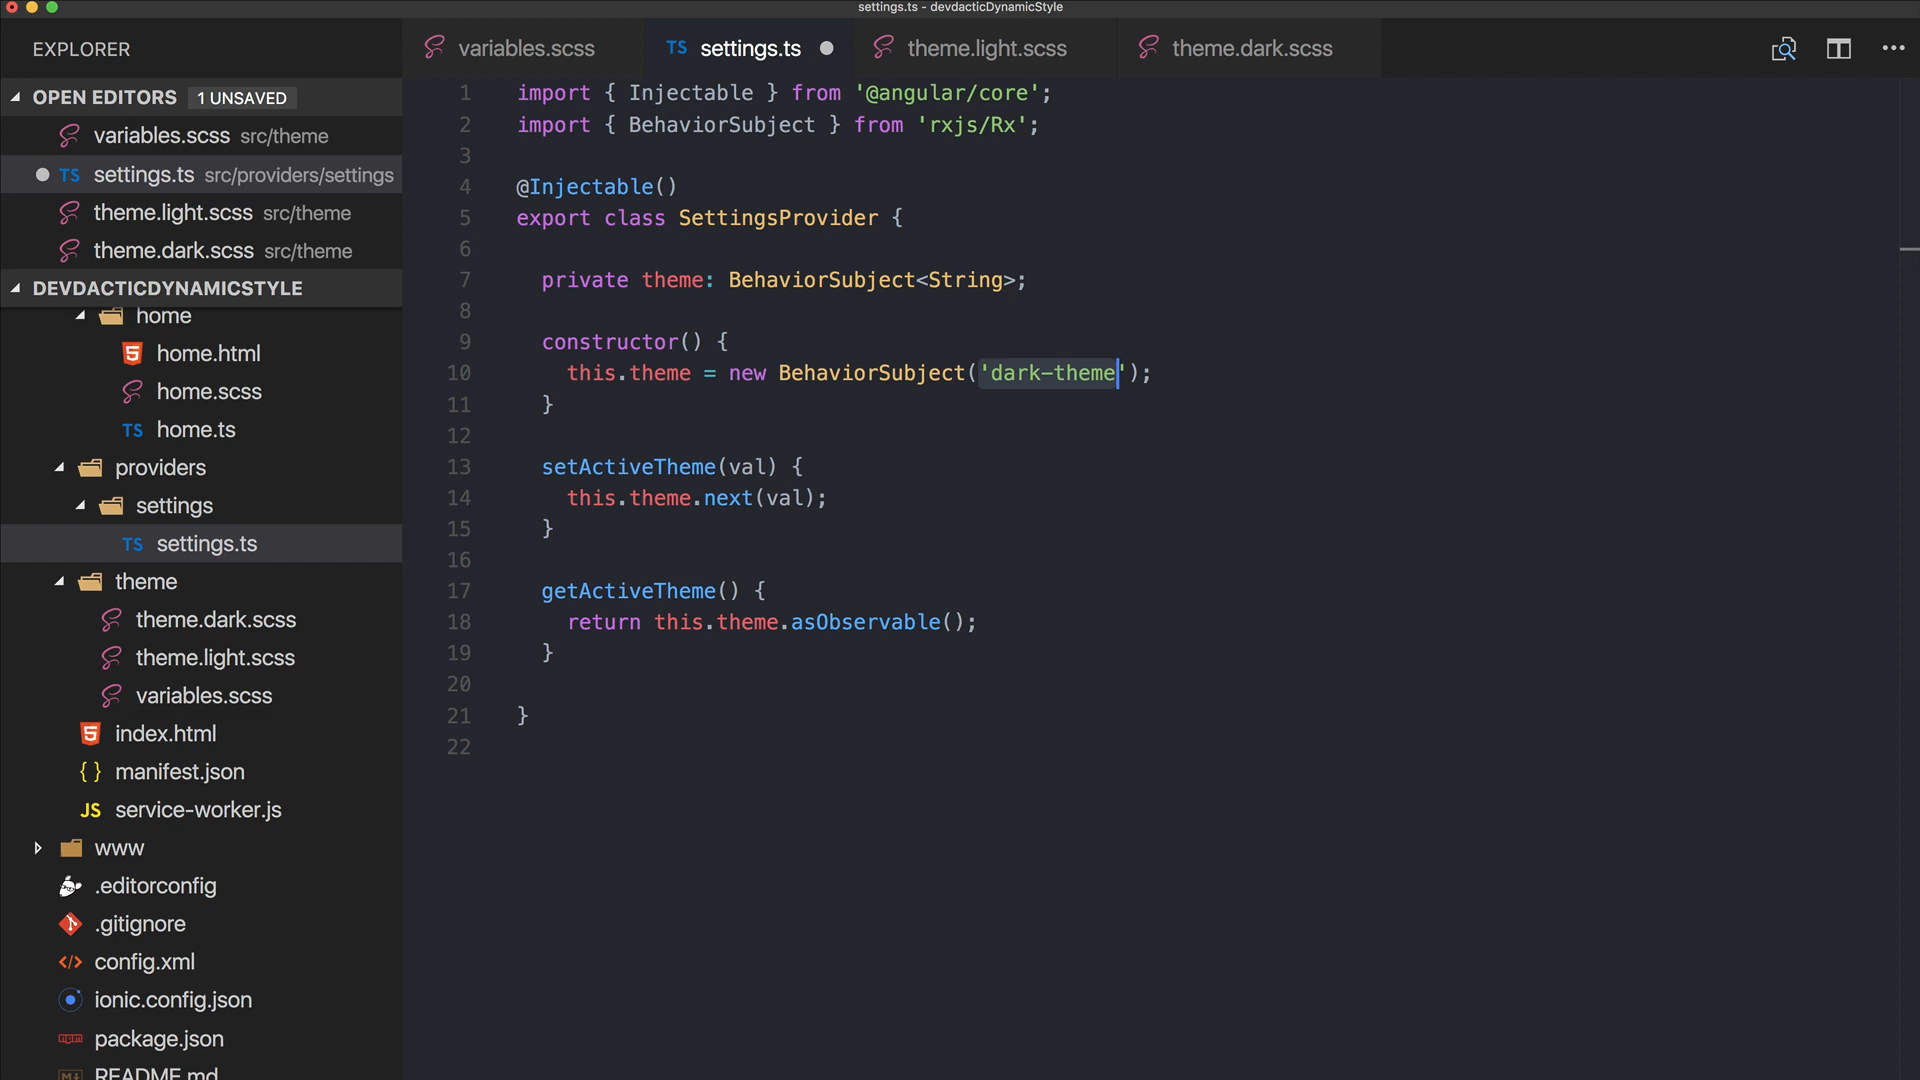 settings.ts - devdacticDynamicStyle
EXPLORER
variables.scss
TS settings.ts
theme.light.scss
theme.dark.scss
OPEN EDITORS 1 UNSAVED
variables.scss src/theme
TS settings.ts src/providers/settings
theme.light.scss src/theme
theme.dark.scss src/theme
DEVDACTICDYNAMICSTYLE
home
5 home.html
home.scss
TS home.ts
providers
settings
TS settings.ts
theme
theme.dark.scss
theme.light.scss
variables.scss
5 index.html
{ } manifest.json
JS service-worker.js
www
.editorconfig
.gitignore
</> config.xml
ionic.config.json
package.json
README.md
1 import { Injectable } from '@angular/core';
2 import { BehaviorSubject } from 'rxjs/Rx';
3
4 @Injectable()
5 export class SettingsProvider {
6
7 private theme: BehaviorSubject<String>;
8
9 constructor() {
10 this.theme = new BehaviorSubject('dark-theme');
11 }
12
13 setActiveTheme(val) {
14 this.theme.next(val);
15 }
16
17 getActiveTheme() {
18 return this.theme.asObservable();
19 }
20
21 }
22